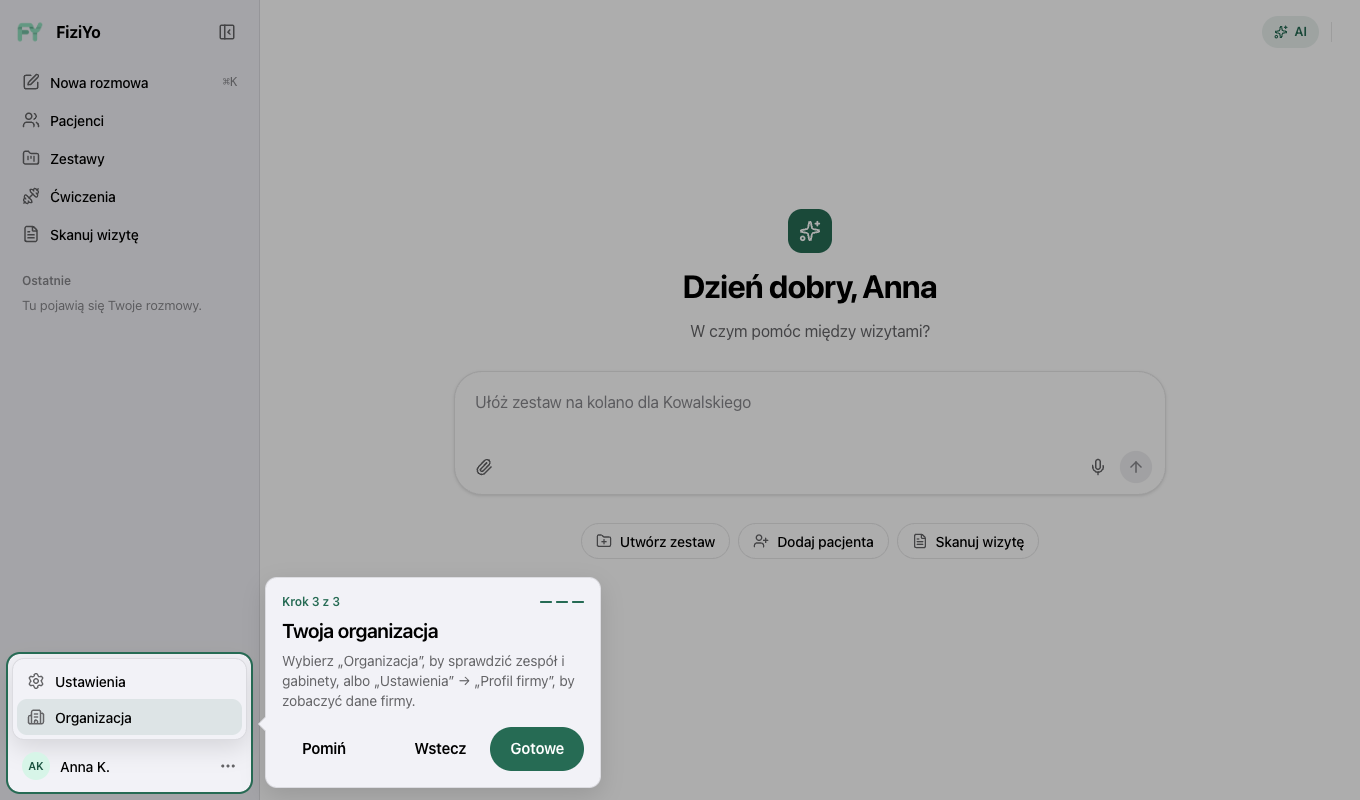 FY FiziYo
Nowa rozmowa ⌘K
Pacjenci
Zestawy
Ćwiczenia
Skanuj wizytę
Ostatnie
Tu pojawią się Twoje rozmowy.
AI
Dzień dobry, Anna
W czym pomóc między wizytami?
Ułóż zestaw na kolano dla Kowalskiego
Utwórz zestaw
Dodaj pacjenta
Skanuj wizytę
Krok 3 z 3
Twoja organizacja
Wybierz „Organizacja”, by sprawdzić zespół i
gabinety, albo „Ustawienia” → „Profil firmy”, by
zobaczyć dane firmy.
Pomiń
Wstecz
Gotowe
Ustawienia
Organizacja
AK Anna K.